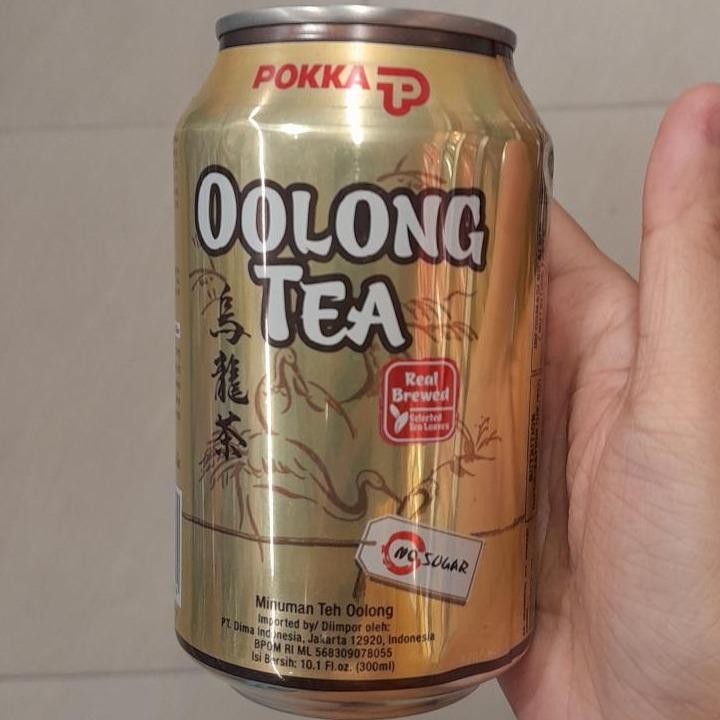 POKKA
OOLONG
TEA
烏龍茶
Real
Brewed
Selected
Tea Leaves
NO SUGAR
Minuman Teh Oolong
Imported by/ Diimpor oleh:
PT. Dima Indonesia, Jakarta 12920, Indonesia
BPOM RI ML 568309078055
Isi Bersih: 10.1 Fl.oz. (300ml)
NUTRITION